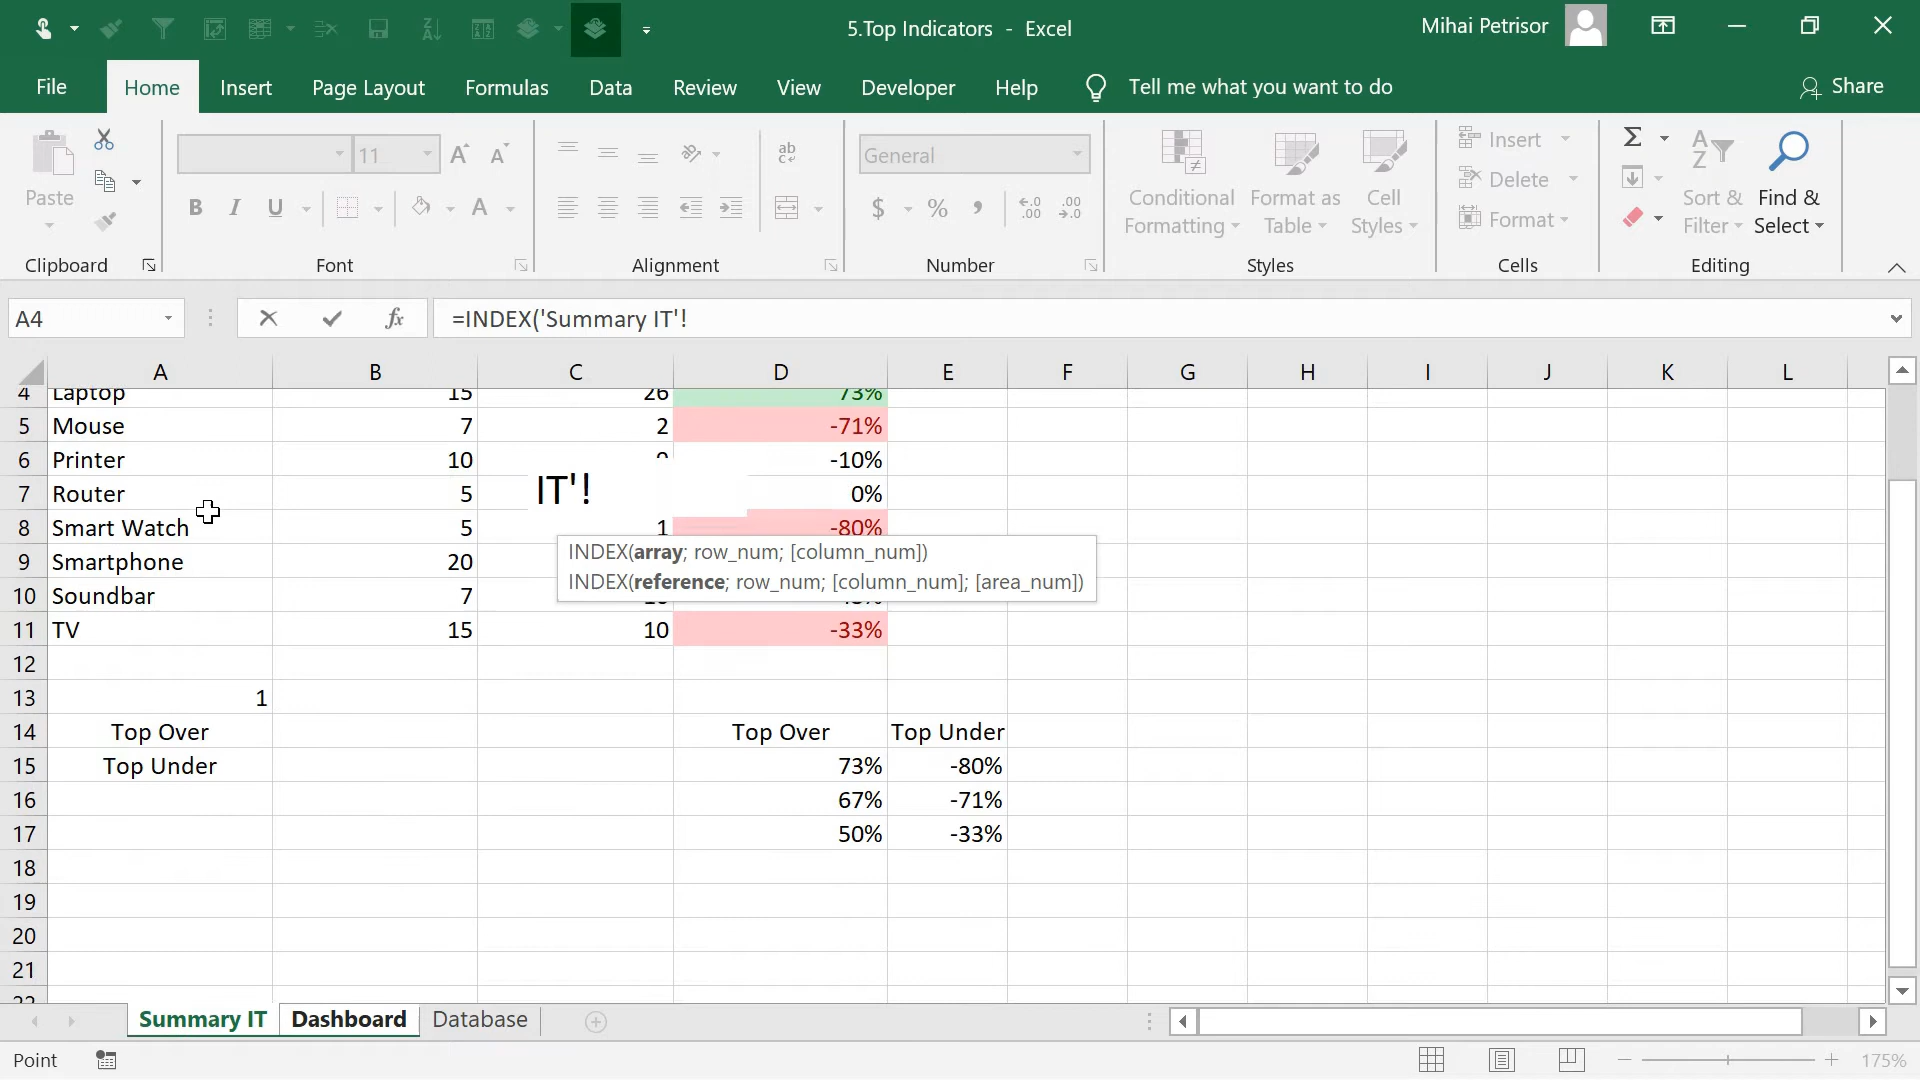 5.Top Indicators - Excel
Mihai Petrisor
File Home Insert Page Layout Formulas Data Review View Developer Help Tell me what you want to do Share
Paste
11
General
Conditional Formatting
Format as Table
Cell Styles
Insert
Delete
Format
Sort & Filter
Find & Select
Clipboard Font Alignment Number Styles Cells Editing
A4 fx =INDEX('Summary IT'!
A B C D E F G H I J K L
4 Laptop 15 26 73%
5 Mouse 7 2 -71%
6 Printer 10 -10%
7 Router 5 IT'! 0%
8 Smart Watch 5 1 -80%
INDEX(array; row_num; [column_num])
9 Smartphone 20
INDEX(reference; row_num; [column_num]; [area_num])
10 Soundbar 7
11 TV 15 10 -33%
12
13 1
14 Top Over Top Over Top Under
15 Top Under 73% -80%
16 67% -71%
17 50% -33%
18
19
20
21
22
Summary IT Dashboard Database
Point 175%